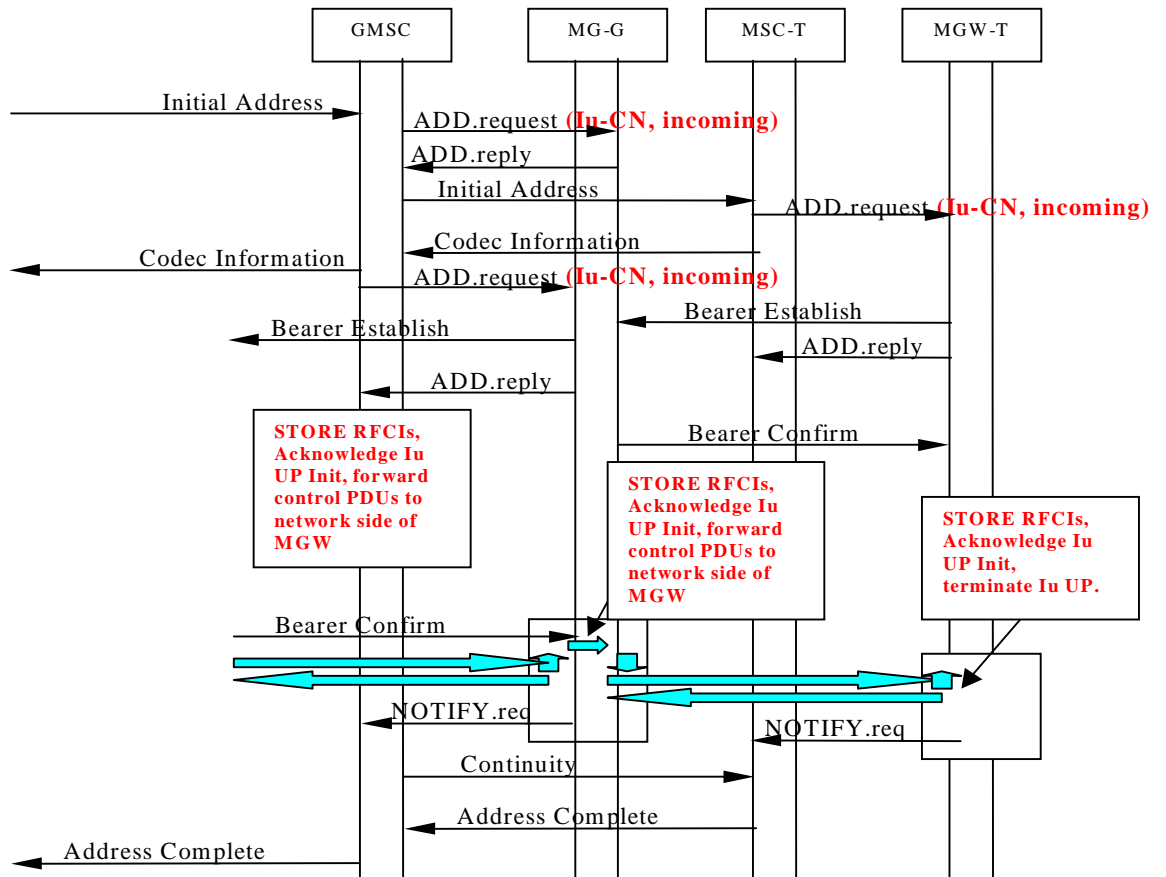 GMSC MG-G MSC-T MGW-T
Initial Address
ADD.request (Iu-CN, incoming)
ADD.reply
Initial Address
ADD.request (Iu-CN, incoming)
Codec Information
Codec Information
ADD.request (Iu-CN, incoming)
Bearer Establish
Bearer Establish
ADD.reply
ADD.reply
STORE RFCIs,
Acknowledge Iu
UP Init, forward
control PDUs to
network side of
MGW
Bearer Confirm
STORE RFCIs,
Acknowledge Iu
UP Init, forward
control PDUs to
network side of
MGW
STORE RFCIs,
Acknowledge Iu
UP Init,
terminate Iu UP.
Bearer Confirm
NOTIFY.req
NOTIFY.req
Continuity
Address Complete
Address Complete